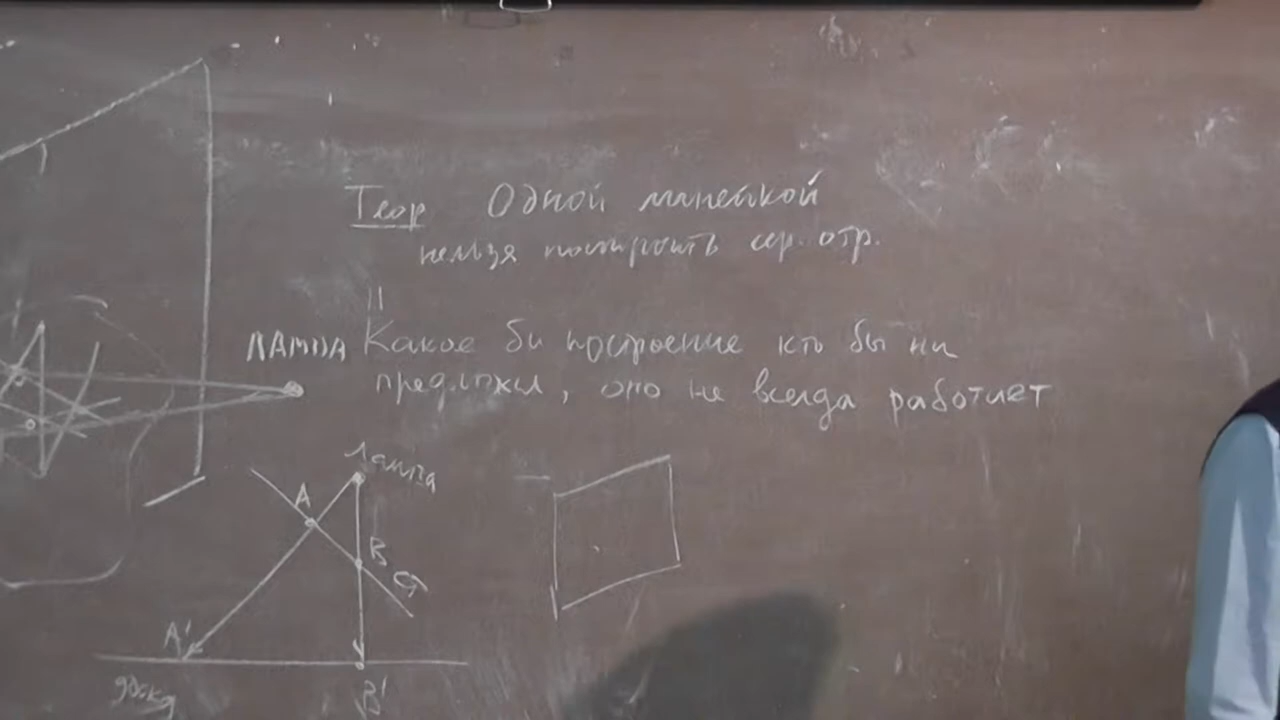 Теор Одной линейкой
нельзя построить сер. отр.
ЛАМПА
Какое бы построение кто бы ни
предложил, оно не всегда работает
Лампа
A
B
A'
B'